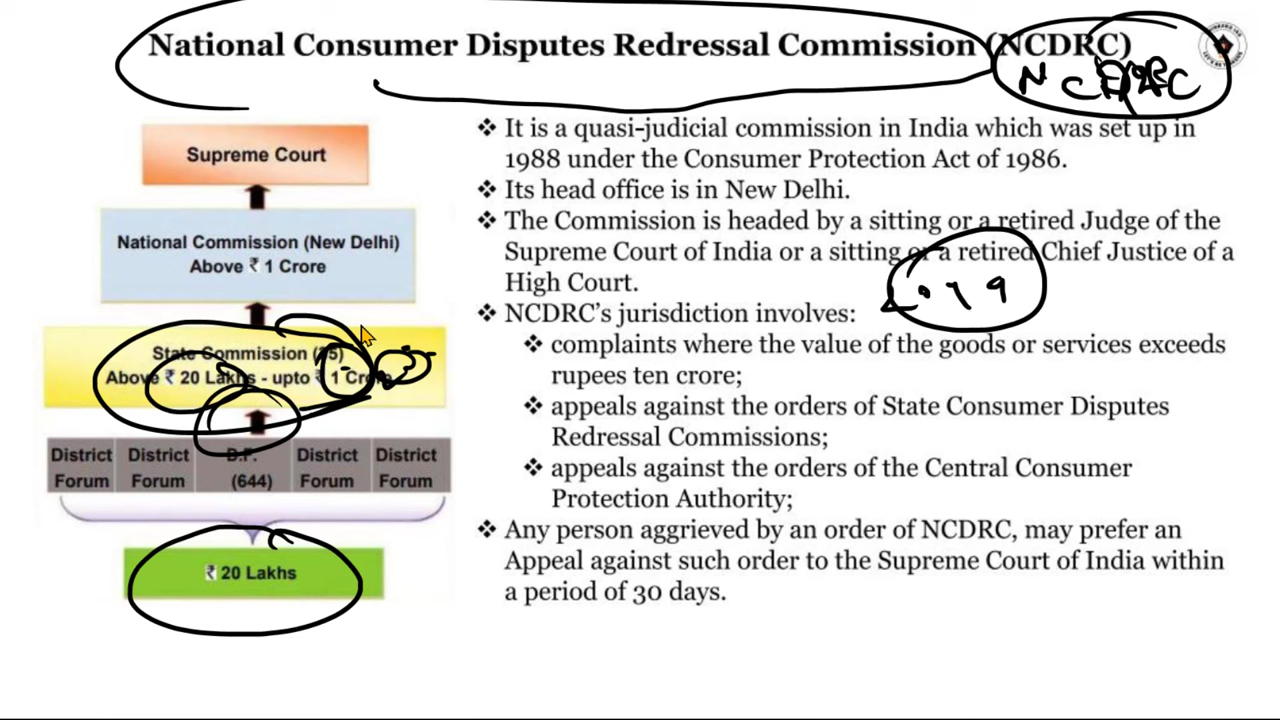 National Consumer Disputes Redressal Commission (NCDRC)
N C
Supreme Court
National Commission (New Delhi)
Above ₹ 1 Crore
State Commission
Above ₹ 20 Lakhs - upto ₹ 1 Crore
District Forum
District Forum
D.F. (644)
District Forum
District Forum
₹ 20 Lakhs
❖ It is a quasi-judicial commission in India which was set up in
1988 under the Consumer Protection Act of 1986.
❖ Its head office is in New Delhi.
❖ The Commission is headed by a sitting or a retired Judge of the
Supreme Court of India or a sitting or a retired Chief Justice of a
High Court.
❖ NCDRC's jurisdiction involves:
❖ complaints where the value of the goods or services exceeds
rupees ten crore;
❖ appeals against the orders of State Consumer Disputes
Redressal Commissions;
❖ appeals against the orders of the Central Consumer
Protection Authority;
❖ Any person aggrieved by an order of NCDRC, may prefer an
Appeal against such order to the Supreme Court of India within
a period of 30 days.